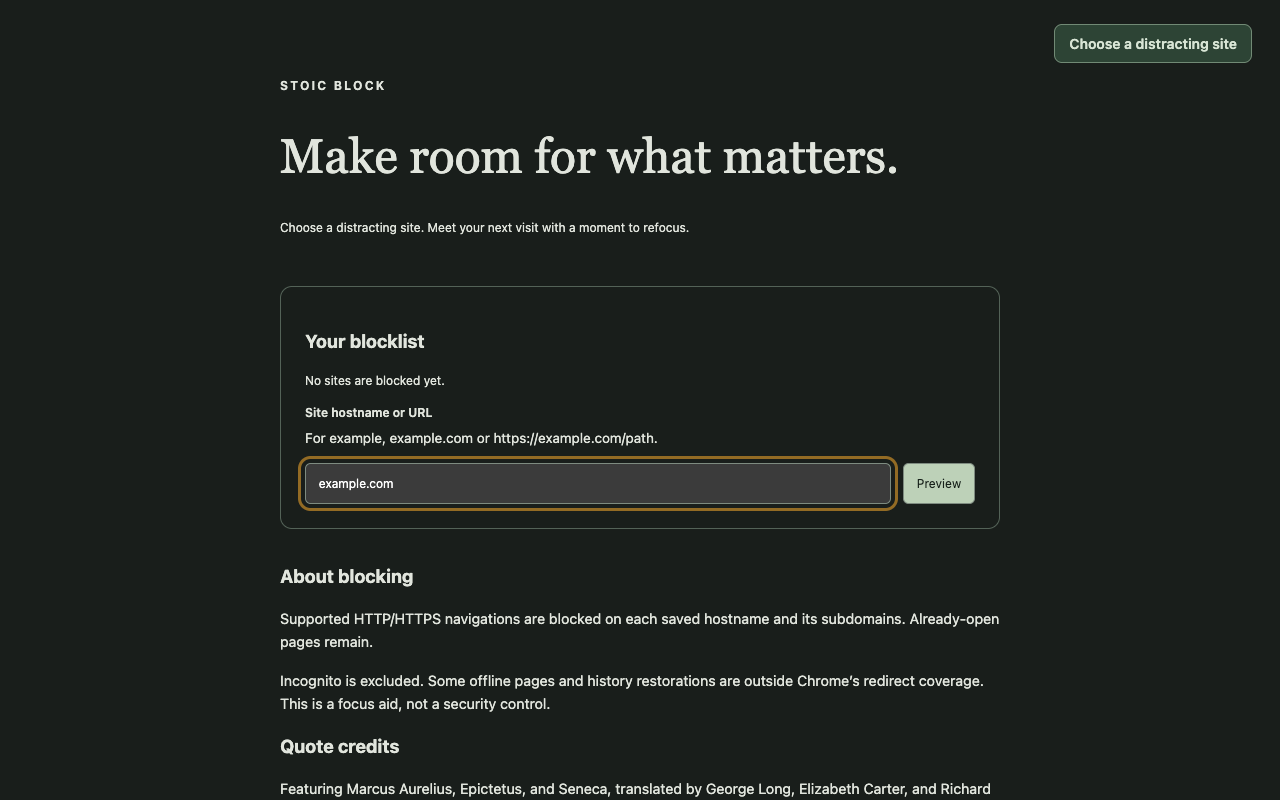 Choose a distracting site
STOIC BLOCK
Make room for what matters.
Choose a distracting site. Meet your next visit with a moment to refocus.
Your blocklist
No sites are blocked yet.
Site hostname or URL
For example, example.com or https://example.com/path.
example.com
Preview
About blocking
Supported HTTP/HTTPS navigations are blocked on each saved hostname and its subdomains. Already-open
pages remain.
Incognito is excluded. Some offline pages and history restorations are outside Chrome’s redirect coverage.
This is a focus aid, not a security control.
Quote credits
Featuring Marcus Aurelius, Epictetus, and Seneca, translated by George Long, Elizabeth Carter, and Richard